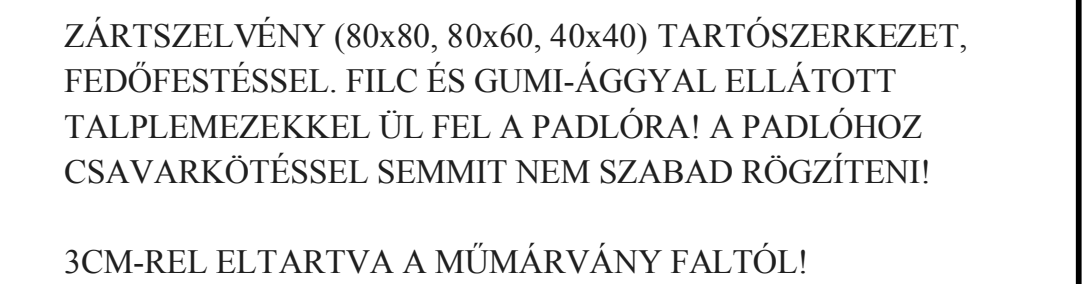 ZÁRTSZELVÉNY (80x80, 80x60, 40x40) TARTÓSZERKEZET,
FEDŐFESTÉSSEL. FILC ÉS GUMI-ÁGGYAL ELLÁTOTT
TALPLEMEZEKKEL ÜL FEL A PADLÓRA! A PADLÓHOZ
CSAVARKÖTÉSSEL SEMMIT NEM SZABAD RÖGZÍTENI!
3CM-REL ELTARTVA A MŰMÁRVÁNY FALTÓL!